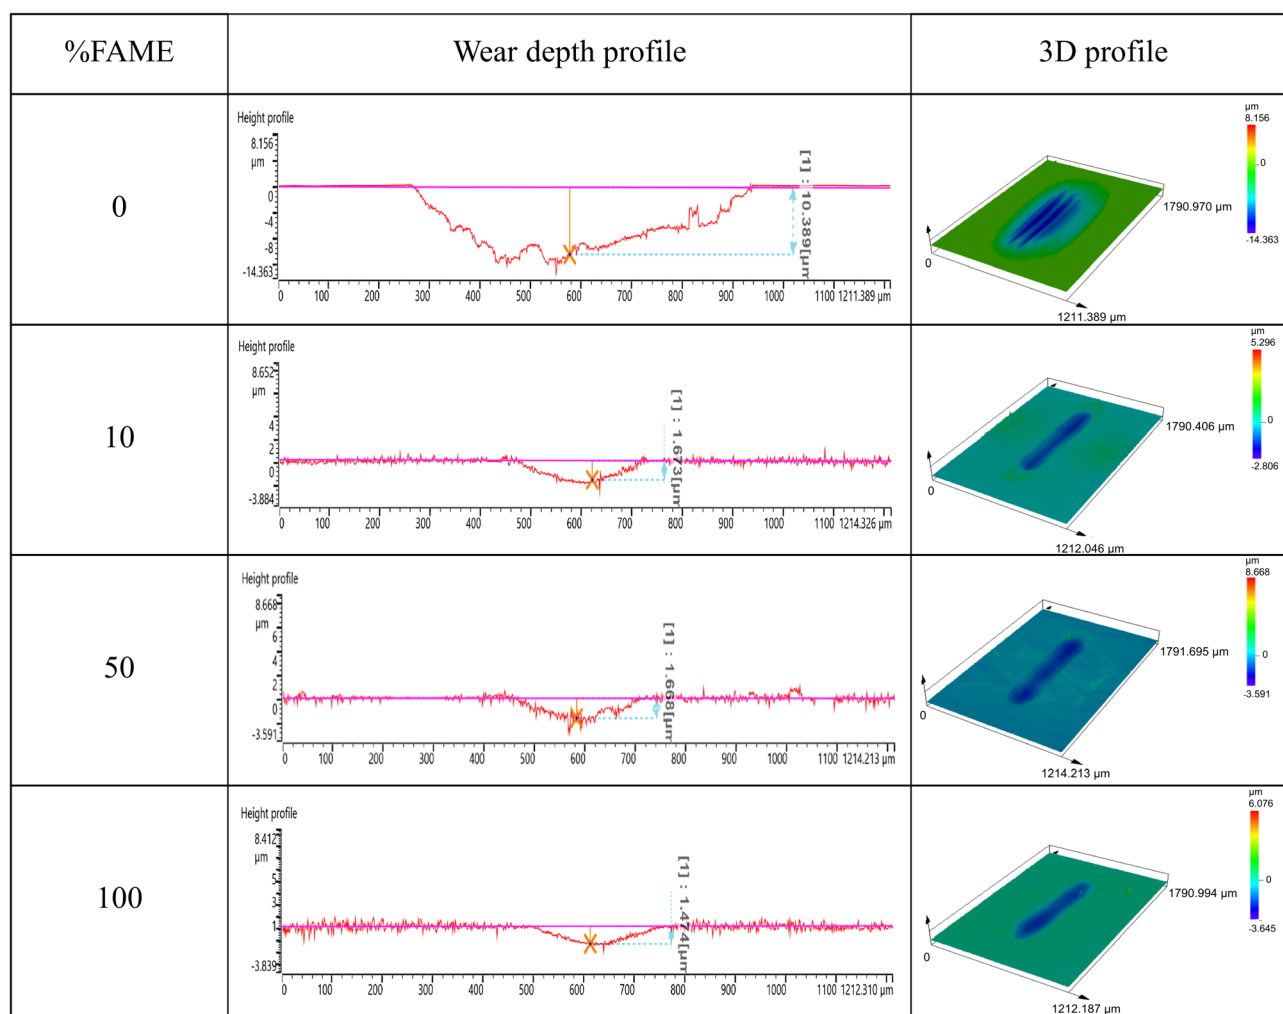 %FAME
Wear depth profile
3D profile
0
Height profile
8.156
μm
0
-4
-8
-14.363
0 100 200 300 400 500 600 700 800 900 1000 1100 1211.389 μm
[1] : 10.389[μm
μm
8.156
0
-14.363
1790.970 μm
0
1211.389 μm
10
Height profile
8.652
μm
4
2
0
-3.884
0 100 200 300 400 500 600 700 800 900 1000 1100 1214.326 μm
[1] : 1.673[μm
μm
5.296
0
-2.806
1790.406 μm
0
1212.046 μm
50
Height profile
8.668
μm
6
4
2
0
-3.591
0 100 200 300 400 500 600 700 800 900 1000 1100 1214.213 μm
[1] : 1.668[μm
μm
8.668
0
-3.591
1791.695 μm
0
1214.213 μm
100
Height profile
8.412
μm
5
3
1
-3.839
0 100 200 300 400 500 600 700 800 900 1000 1100 1212.310 μm
[1] : 1.474[μm
μm
6.076
0
-3.645
1790.994 μm
0
1212.187 μm